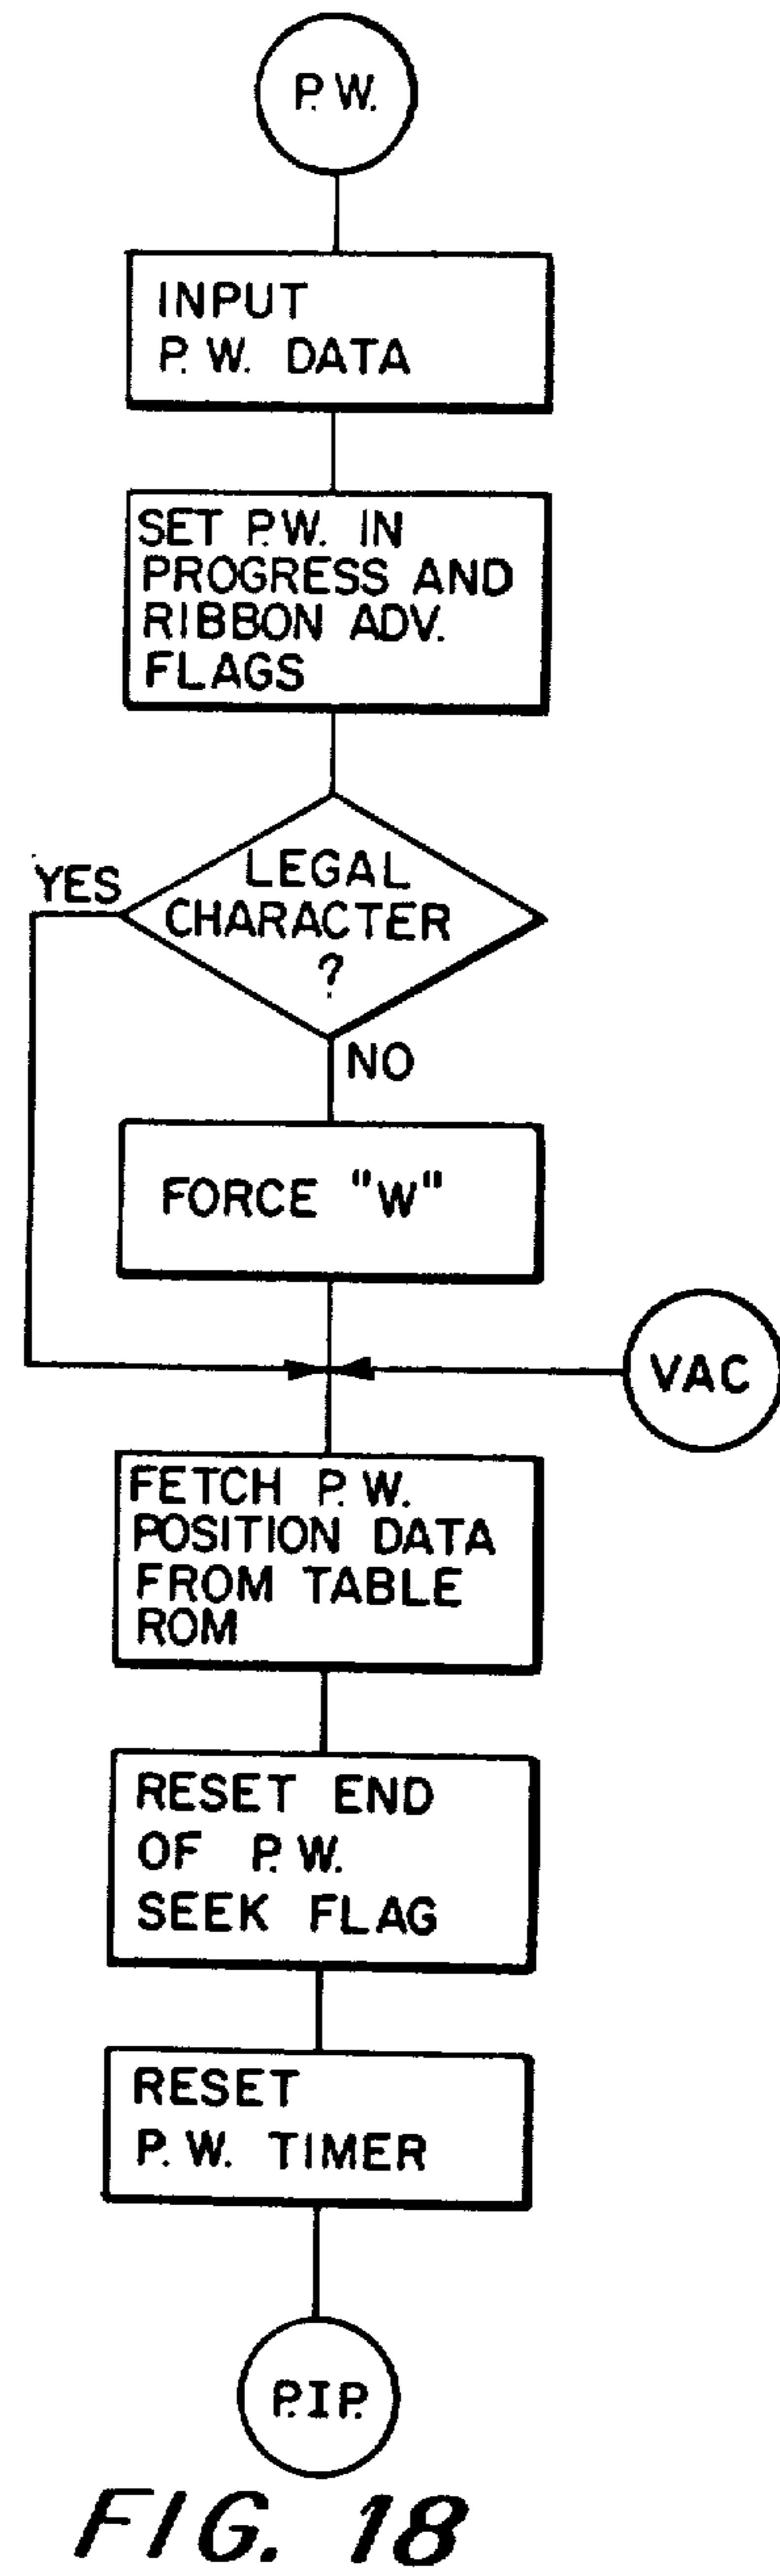 P.W.
INPUT
P.W. DATA
SET P.W. IN
PROGRESS AND
RIBBON ADV.
FLAGS
YES
LEGAL
CHARACTER
?
NO
FORCE "W"
VAC
FETCH P.W.
POSITION DATA
FROM TABLE
ROM
RESET END
OF P.W.
SEEK FLAG
RESET
P.W. TIMER
P.I.P.
FIG. 18